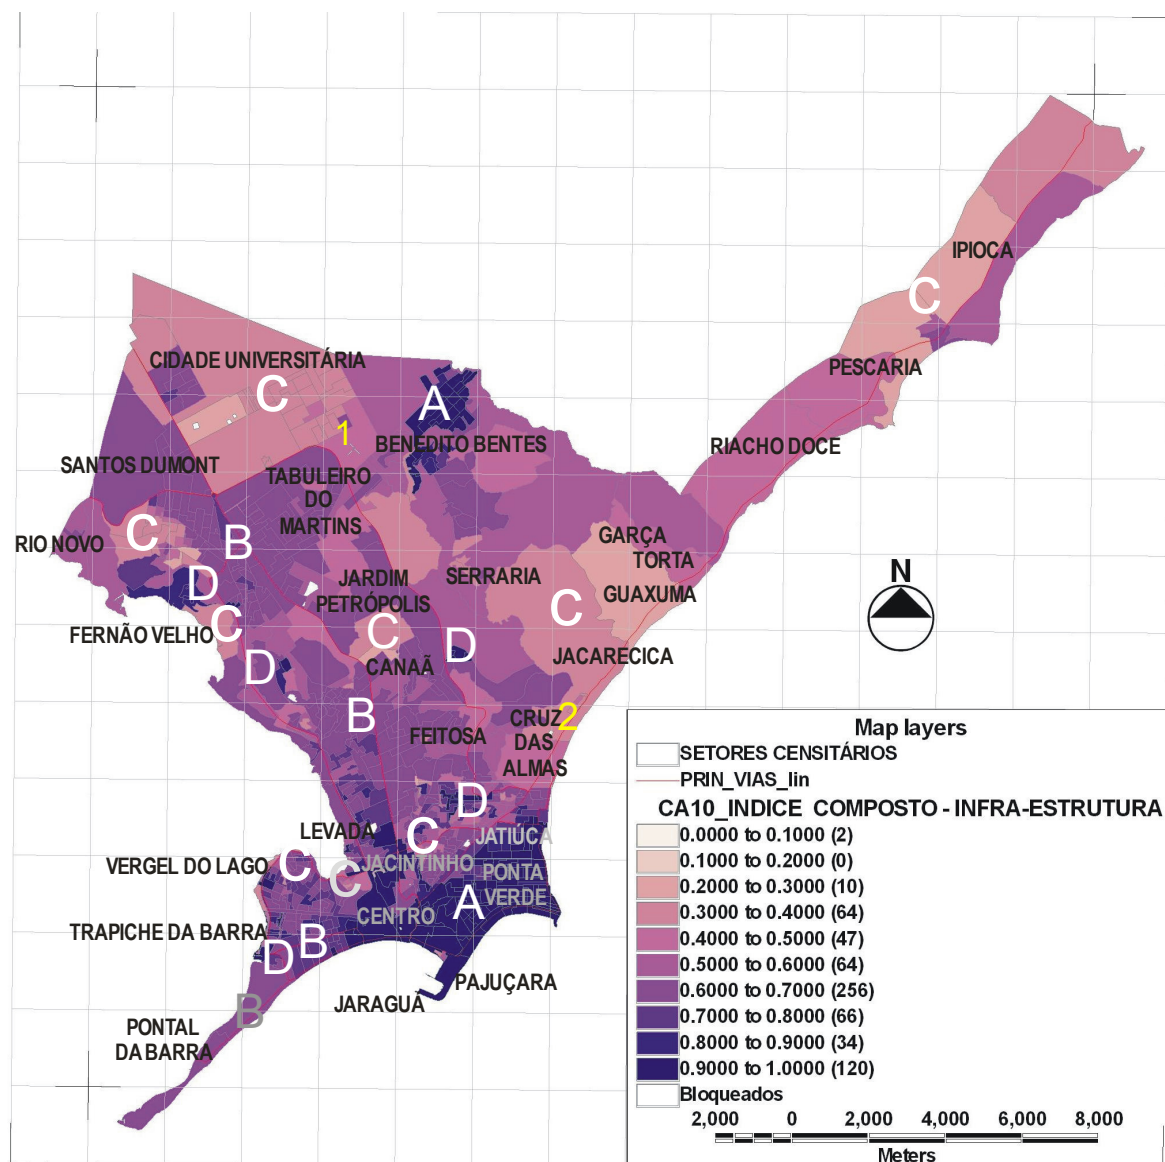 IPIOCA
C
PESCARIA
CIDADE UNIVERSITÁRIA
C
A
1
BENEDITO BENTES
RIACHO DOCE
SANTOS DUMONT
TABULEIRO
DO
MARTINS
RIO NOVO
C
B
GARÇA
TORTA
SERRARIA
JARDIM
PETRÓPOLIS
D
GUAXUMA
C
N
FERNÃO VELHO
C
C
D
JACARECICA
D
CANAÃ
B
CRUZ
DAS
ALMAS
2
FEITOSA
D
LEVADA
C
JATIÚCA
VERGEL DO LAGO
C
C
JACINTINHO
PONTA
VERDE
CENTRO
A
TRAPICHE DA BARRA
B
D
PAJUÇARA
JARAGUÁ
B
PONTAL
DA BARRA
Map layers
SETORES CENSITÁRIOS
PRIN_VIAS_lin
CA10_INDICE COMPOSTO - INFRA-ESTRUTURA
0.0000 to 0.1000 (2)
0.1000 to 0.2000 (0)
0.2000 to 0.3000 (10)
0.3000 to 0.4000 (64)
0.4000 to 0.5000 (47)
0.5000 to 0.6000 (64)
0.6000 to 0.7000 (256)
0.7000 to 0.8000 (66)
0.8000 to 0.9000 (34)
0.9000 to 1.0000 (120)
Bloqueados
2,000 0 2,000 4,000 6,000 8,000
Meters